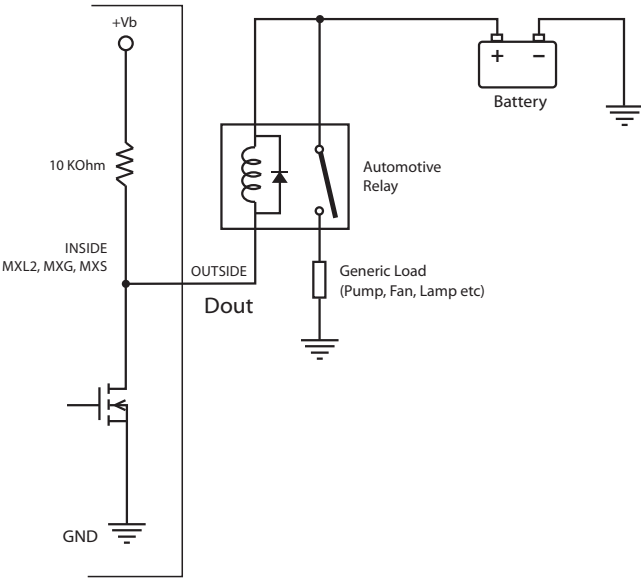 +Vb
10 KOhm
INSIDE
MXL2, MXG, MXS
OUTSIDE
Dout
GND
+ −
Battery
Automotive
Relay
Generic Load
(Pump, Fan, Lamp etc)